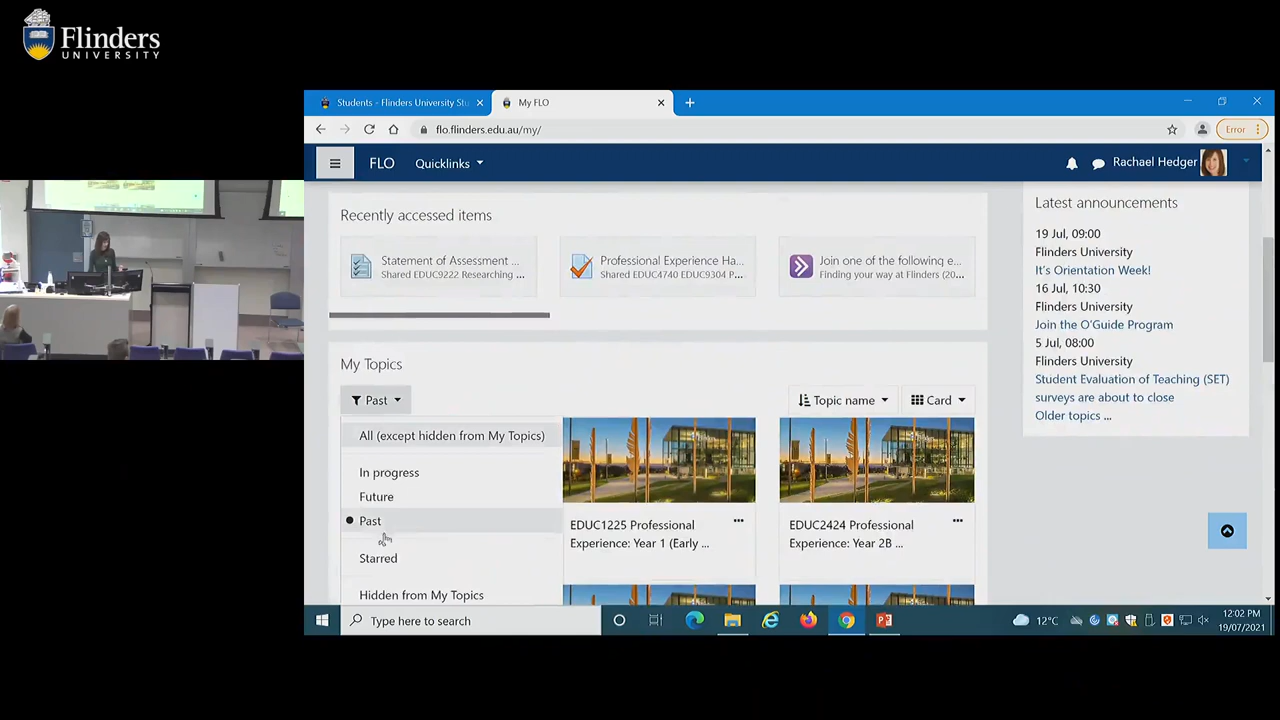 Flinders
UNIVERSITY
Students - Flinders University Stu
My FLO
flo.flinders.edu.au/my/
Error
FLO
Quicklinks
Rachael Hedger
Recently accessed items
Statement of Assessment ...
Shared EDUC9222 Researching ...
Professional Experience Ha...
Shared EDUC4740 EDUC9304 P...
Join one of the following e...
Finding your way at Flinders (20...
Latest announcements
19 Jul, 09:00
Flinders University
It's Orientation Week!
16 Jul, 10:30
Flinders University
Join the O'Guide Program
5 Jul, 08:00
Flinders University
Student Evaluation of Teaching (SET)
surveys are about to close
Older topics ...
My Topics
Past
Topic name
Card
All (except hidden from My Topics)
In progress
Future
Past
Starred
Hidden from My Topics
EDUC1225 Professional
Experience: Year 1 (Early ...
EDUC2424 Professional
Experience: Year 2B ...
Type here to search
12°C
12:02 PM
19/07/2021